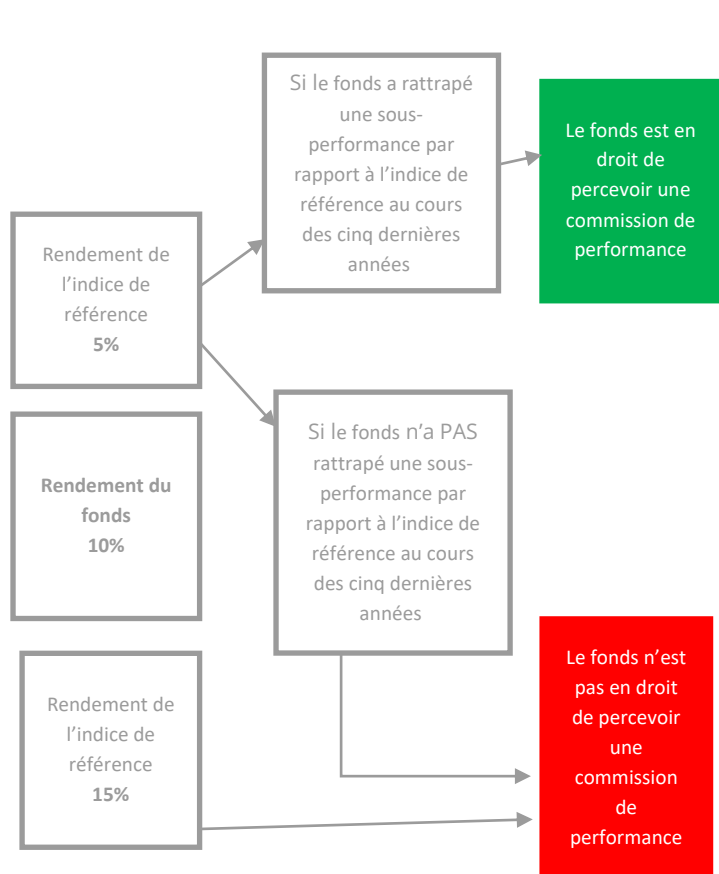 Si le fonds a rattrapé
une sous-
performance par
rapport à l'indice de
référence au cours
des cinq dernières
années
Le fonds est en
droit de
percevoir une
commission de
performance
Rendement de
l'indice de
référence
5%
Si le fonds n'a PAS
rattrapé une sous-
performance par
rapport à l'indice de
référence au cours
des cinq dernières
années
Rendement du
fonds
10%
Rendement de
l'indice de
référence
15%
Le fonds n'est
pas en droit
de percevoir
une
commission
de
performance